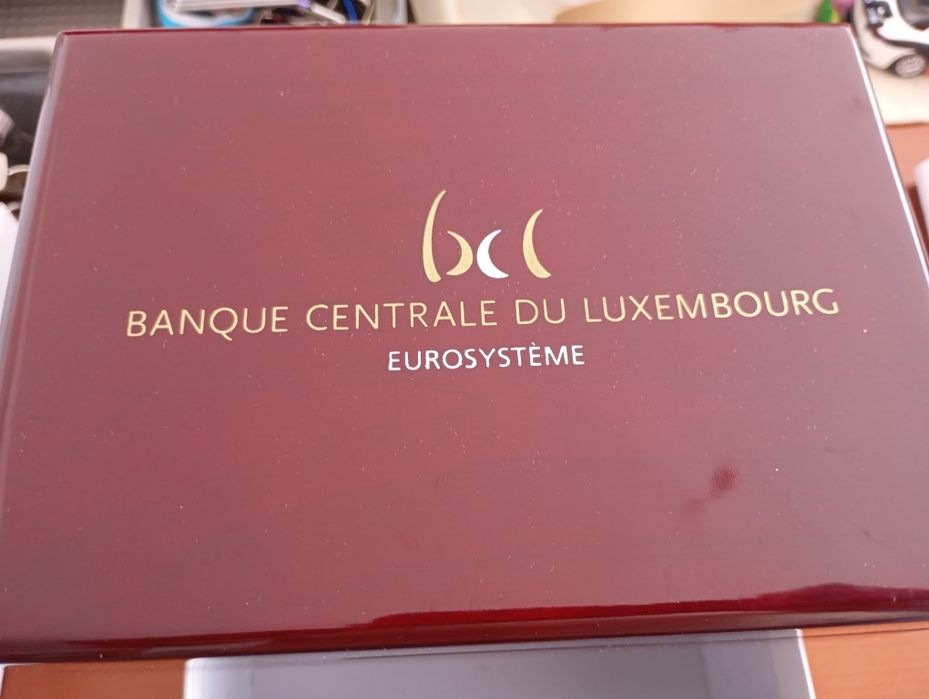 bcl
BANQUE CENTRALE DU LUXEMBOURG
EUROSYSTÈME